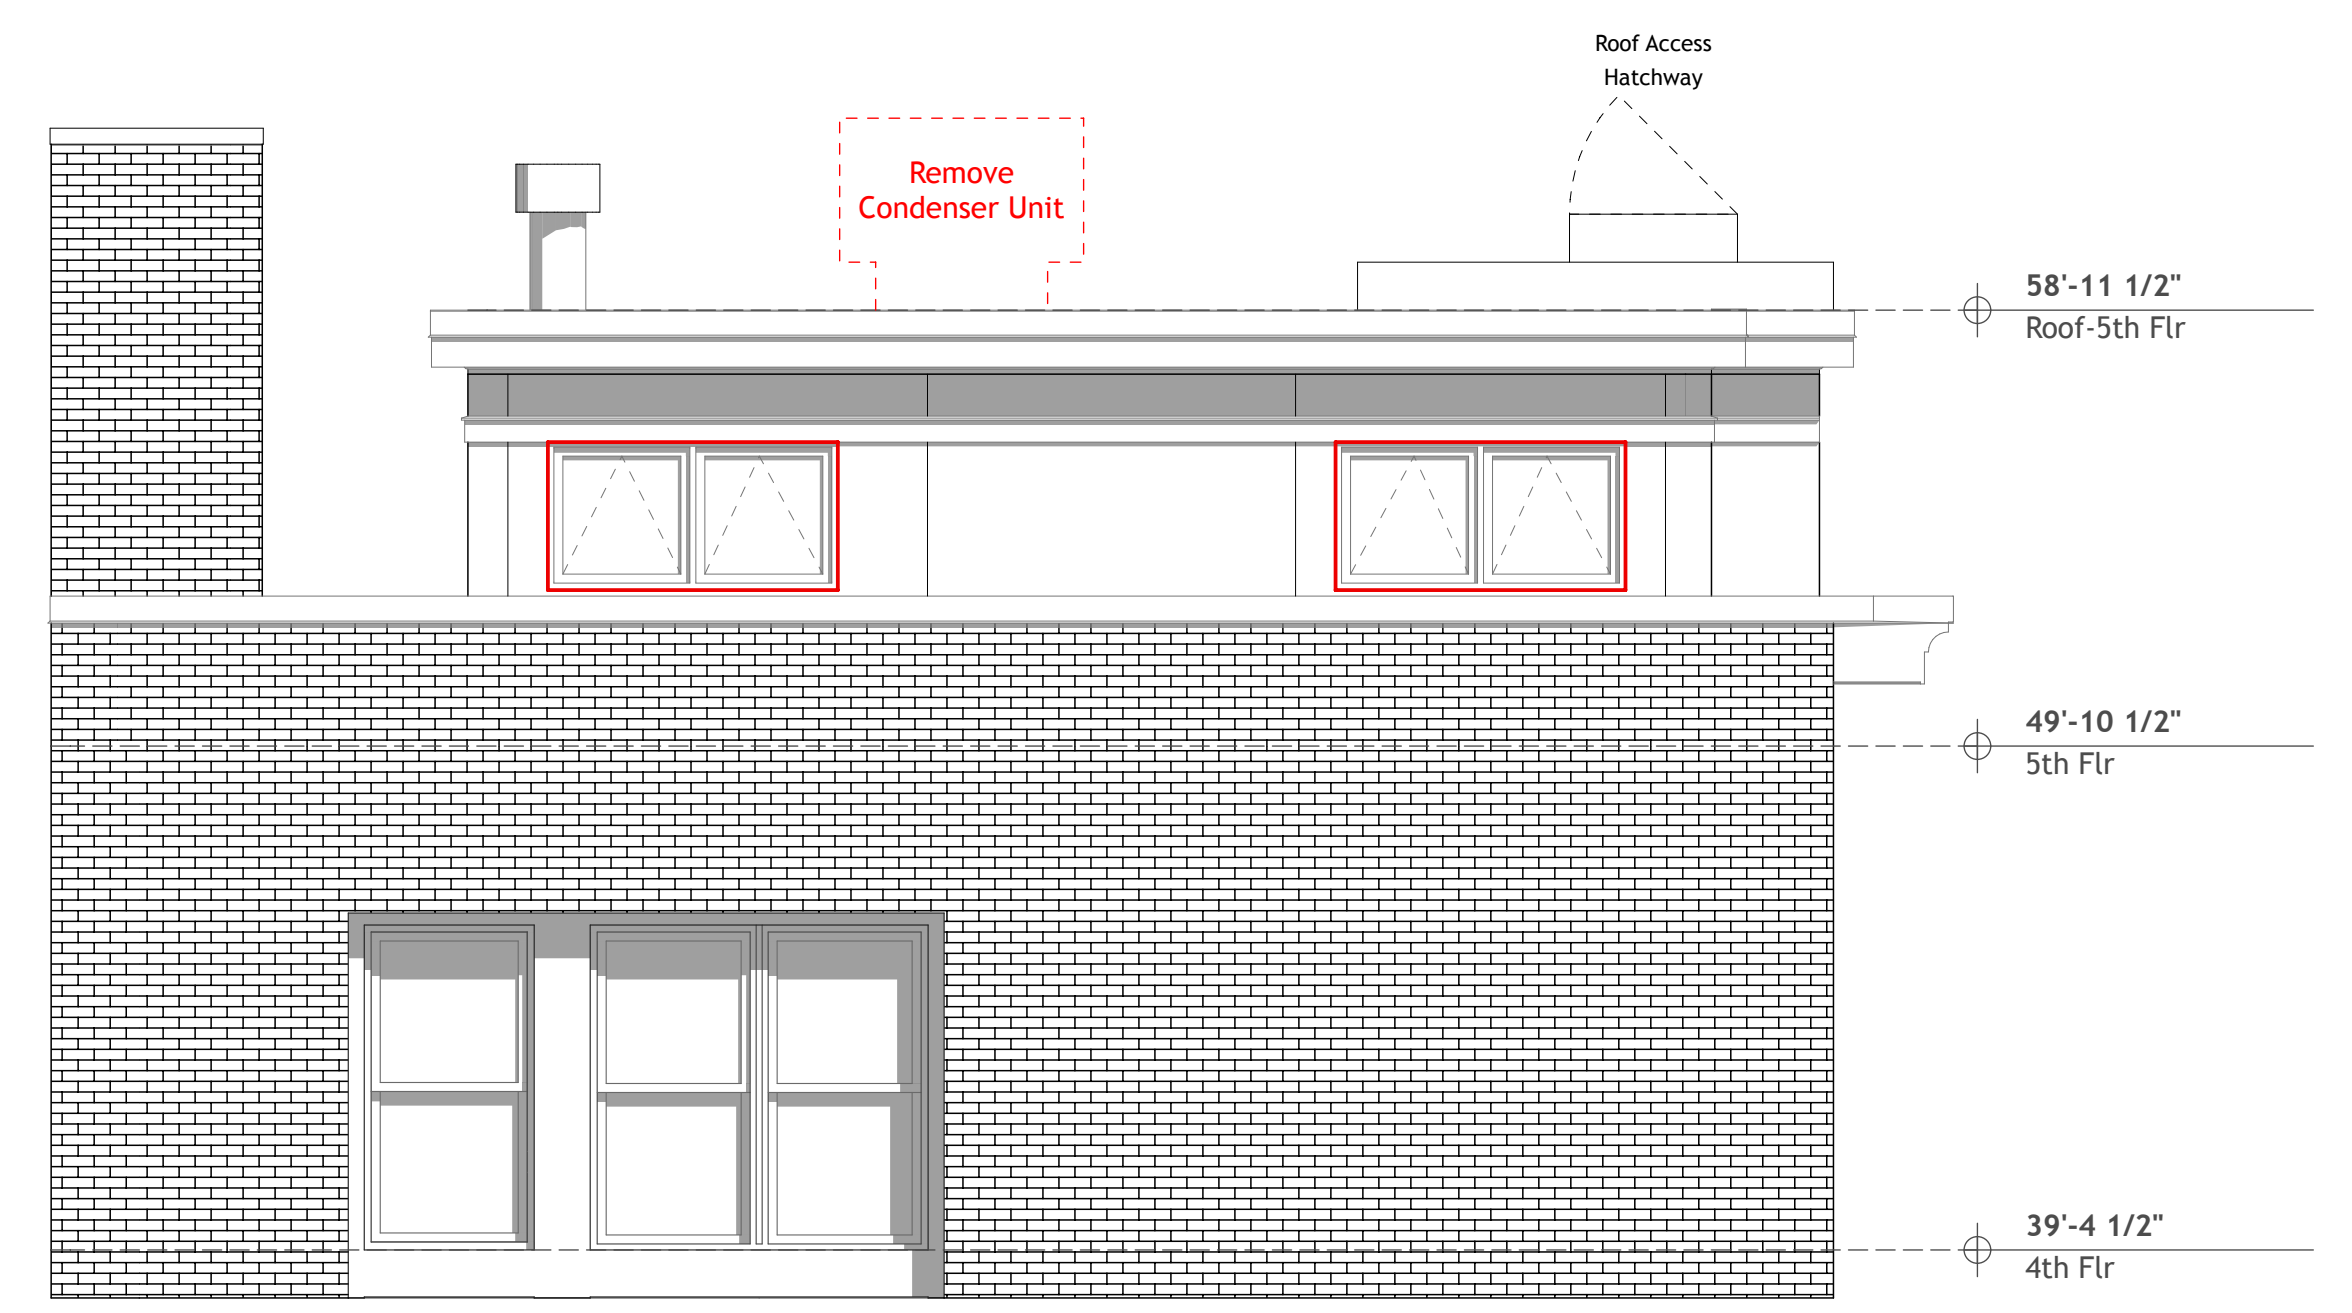 Roof Access
Hatchway
Remove
Condenser Unit
58'-11 1/2"
Roof-5th Flr
49'-10 1/2"
5th Flr
39'-4 1/2"
4th Flr